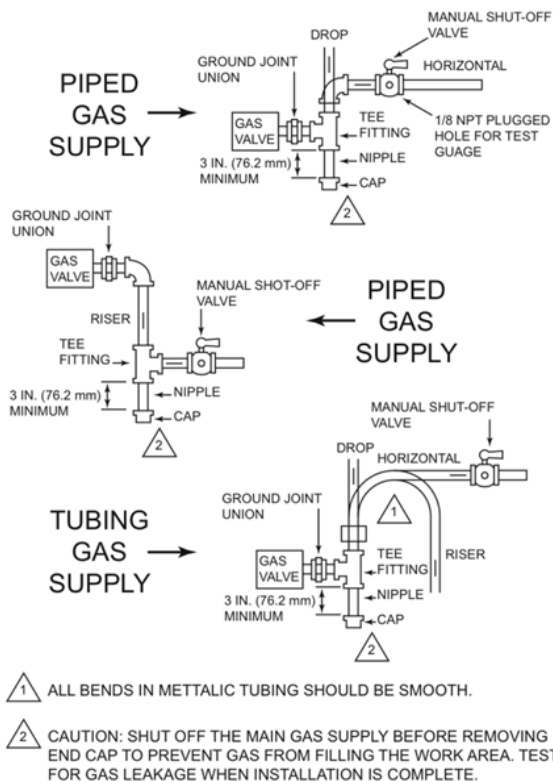 PIPED
GAS
SUPPLY
DROP
MANUAL SHUT-OFF
VALVE
GROUND JOINT
UNION
HORIZONTAL
GAS
VALVE
TEE
FITTING
1/8 NPT PLUGGED
HOLE FOR TEST
GUAGE
3 IN. (76.2 mm)
MINIMUM
NIPPLE
CAP
2
GROUND JOINT
UNION
GAS
VALVE
RISER
MANUAL SHOT-OFF
VALVE
TEE
FITTING
3 IN. (76.2 mm)
MINIMUM
NIPPLE
CAP
2
PIPED
GAS
SUPPLY
TUBING
GAS
SUPPLY
DROP
HORIZONTAL
MANUAL SHUT-OFF
VALVE
GROUND JOINT
UNION
1
GAS
VALVE
TEE
FITTING
RISER
3 IN. (76.2 mm)
MINIMUM
NIPPLE
CAP
2
1 ALL BENDS IN METTALIC TUBING SHOULD BE SMOOTH.
2 CAUTION: SHUT OFF THE MAIN GAS SUPPLY BEFORE REMOVING
END CAP TO PREVENT GAS FROM FILLING THE WORK AREA. TEST
FOR GAS LEAKAGE WHEN INSTALLATION IS COMPLETE.